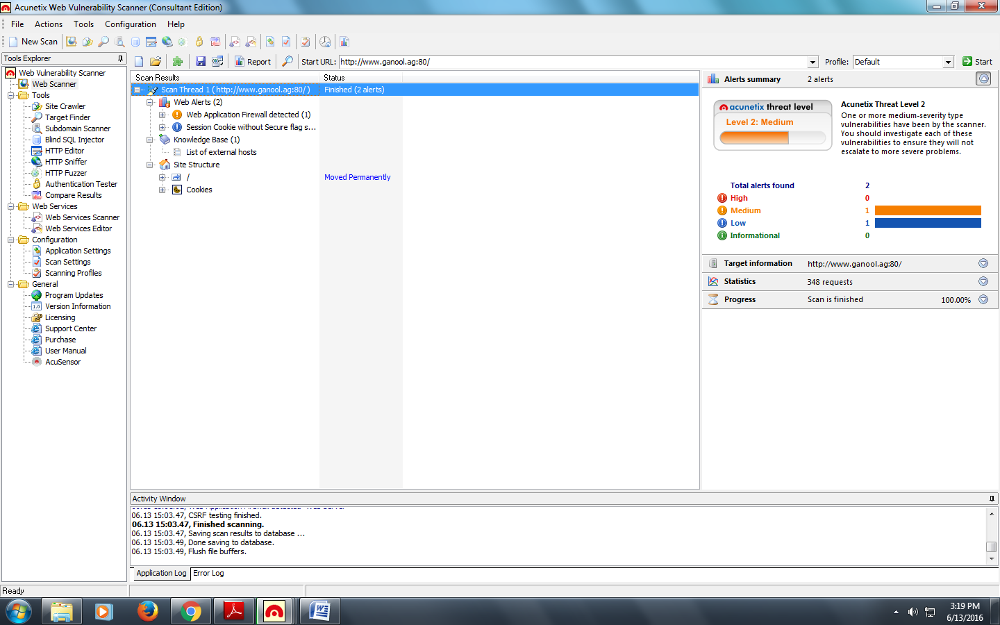 Acunetix Web Vulnerability Scanner (Consultant Edition)
File Actions Tools Configuration Help
New Scan
Tools Explorer
Web Vulnerability Scanner
Web Scanner
Tools
Site Crawler
Target Finder
Subdomain Scanner
Blind SQL Injector
HTTP Editor
HTTP Sniffer
HTTP Fuzzer
Authentication Tester
Compare Results
Web Services
Web Services Scanner
Web Services Editor
Configuration
Application Settings
Scan Settings
Scanning Profiles
General
Program Updates
1.0 Version Information
Licensing
Support Center
Purchase
User Manual
AcuSensor
Report Start URL: http://www.ganool.ag:80/ Profile: Default Start
Scan Results Status
Scan Thread 1 ( http://www.ganool.ag:80/ ) Finished (2 alerts)
Web Alerts (2)
Web Application Firewall detected (1)
Session Cookie without Secure flag s...
Knowledge Base (1)
List of external hosts
Site Structure
/ Moved Permanently
Cookies
Alerts summary 2 alerts
acunetix threat level
Level 2: Medium
Acunetix Threat Level 2
One or more medium-severity type
vulnerabilities have been by the scanner.
You should investigate each of these
vulnerabilities to ensure they will not
escalate to more severe problems.
Total alerts found 2
High 0
Medium 1
Low 1
Informational 0
Target information http://www.ganool.ag:80/
Statistics 348 requests
Progress Scan is finished 100.00%
Activity Window
06.13 15:03.47, CSRF testing finished.
06.13 15:03.47, Finished scanning.
06.13 15:03.47, Saving scan results to database ...
06.13 15:03.49, Done saving to database.
06.13 15:03.49, Flush file buffers.
Application Log Error Log
Ready
3:19 PM
6/13/2016